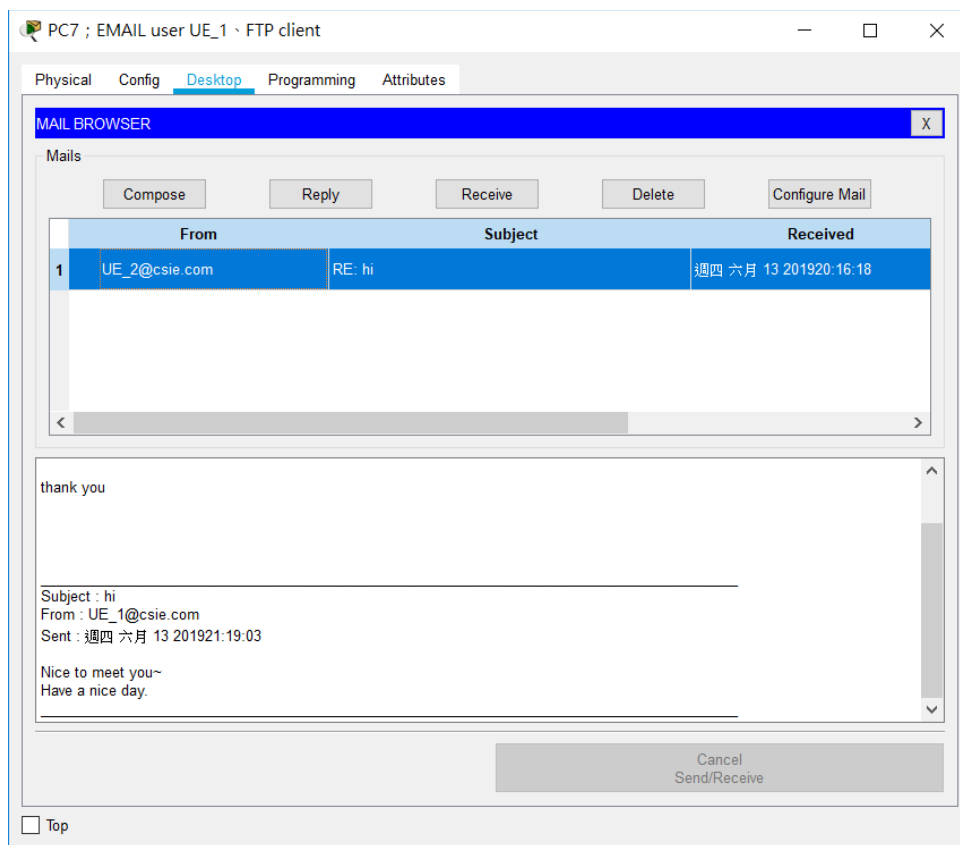 PC7 ; EMAIL user UE_1、FTP client
Physical Config Desktop Programming Attributes
MAIL BROWSER X
Mails
Compose Reply Receive Delete Configure Mail
From Subject Received
1 UE_2@csie.com RE: hi 週四 六月 13 201920:16:18
thank you
Subject : hi
From : UE_1@csie.com
Sent : 週四 六月 13 201921:19:03
Nice to meet you~
Have a nice day.
Cancel
Send/Receive
Top